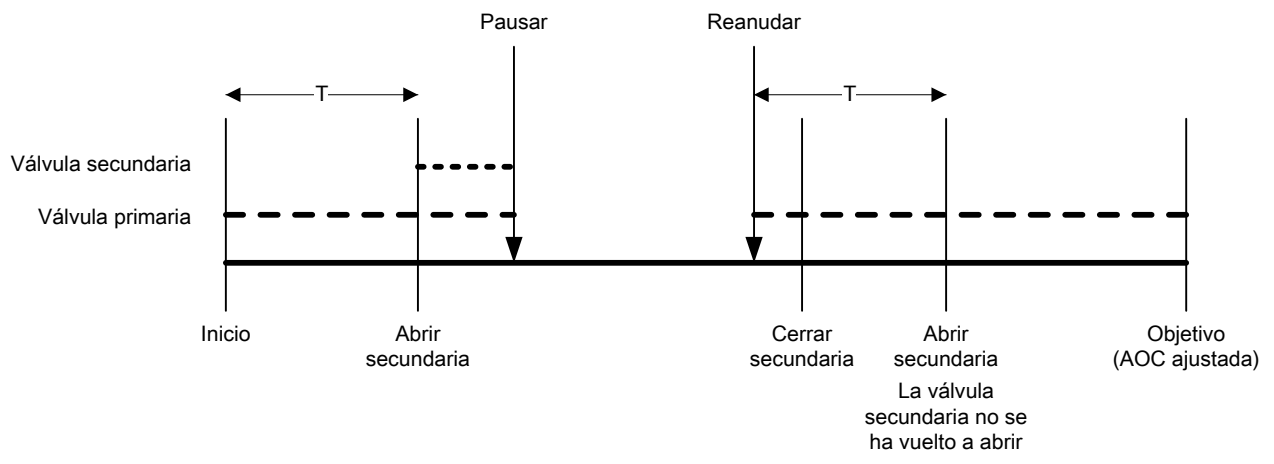 Pausar
Reanudar
T
T
Válvula secundaria
Válvula primaria
Inicio
Abrir
secundaria
Cerrar
secundaria
Abrir
secundaria
La válvula
secundaria no se
ha vuelto a abrir
Objetivo
(AOC ajustada)